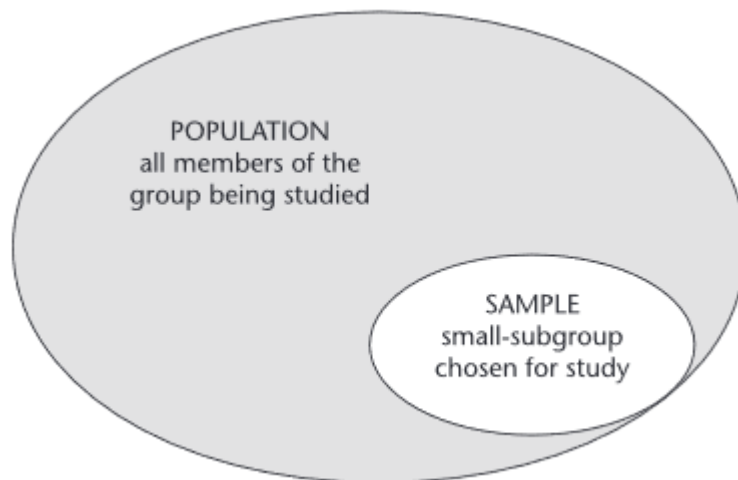 POPULATION
all members of the
group being studied
SAMPLE
small-subgroup
chosen for study